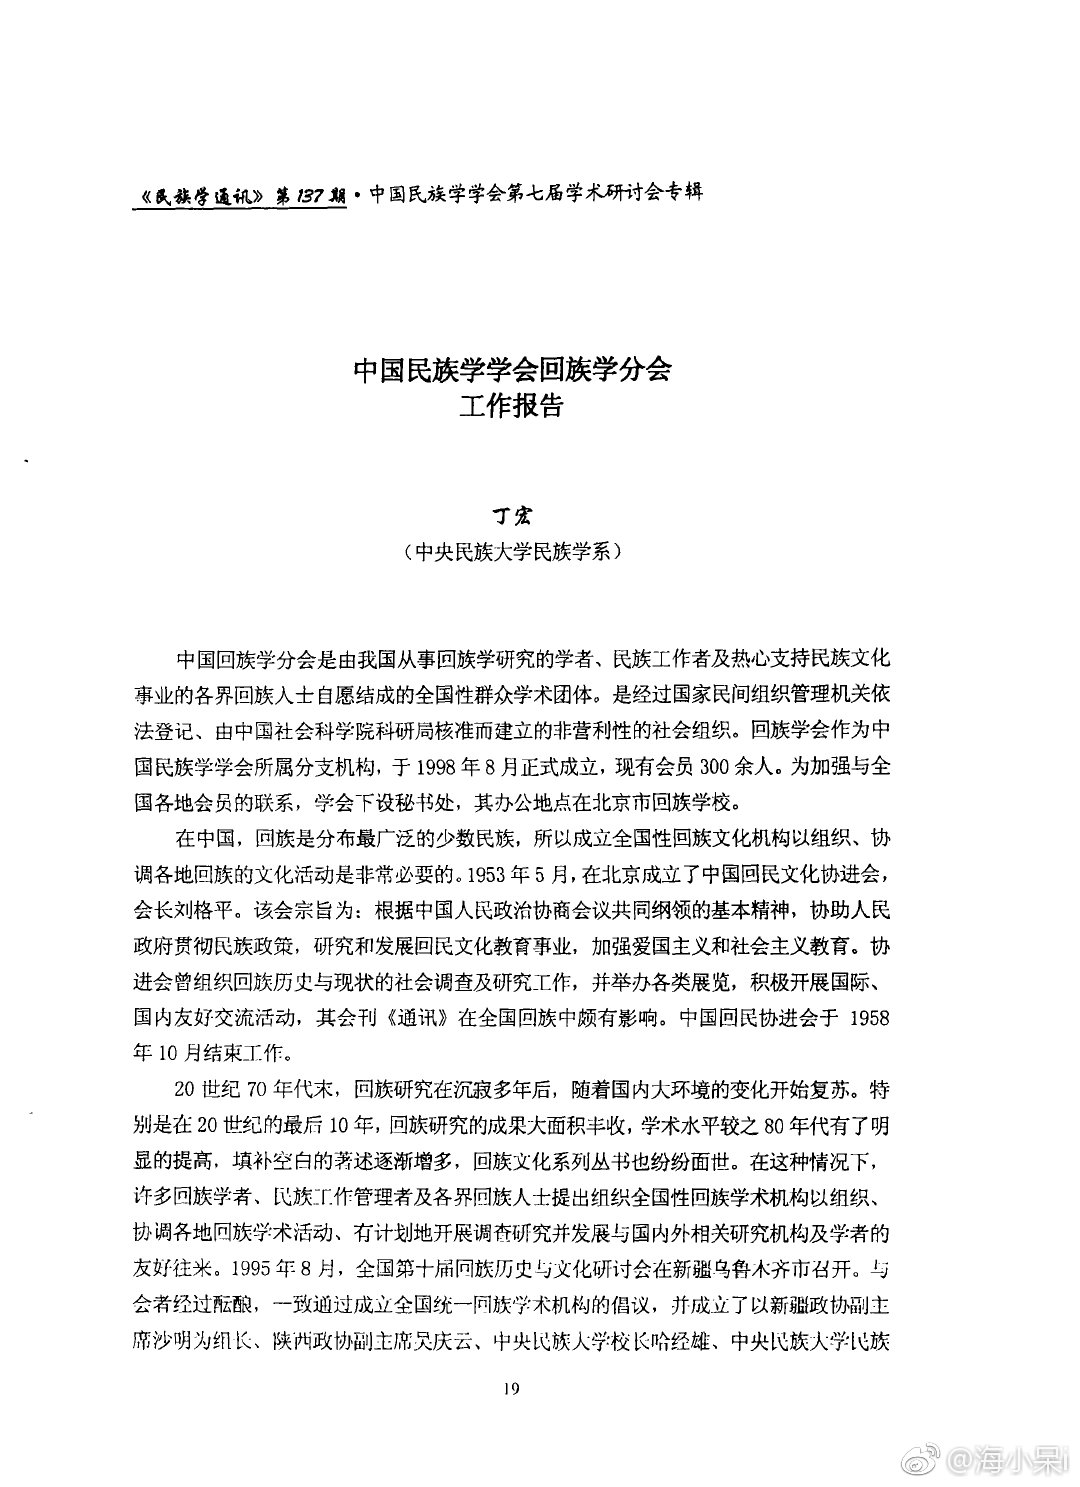 《民族学通讯》第 137 期·中国民族学学会第七届学术研讨会专辑
中国民族学学会回族学分会
工作报告
丁宏
（中央民族大学民族学系）
中国回族学分会是由我国从事回族学研究的学者、民族工作者及热心支持民族文化
事业的各界回族人士自愿结成的全国性群众学术团体。是经过国家民间组织管理机关依
法登记、由中国社会科学院科研局核准而建立的非营利性的社会组织。回族学会作为中
国民族学学会所属分支机构，于 1998 年 8 月正式成立，现有会员 300 余人。为加强与全
国各地会员的联系，学会下设秘书处，其办公地点在北京市回族学校。
在中国，回族是分布最广泛的少数民族，所以成立全国性回族文化机构以组织、协
调各地回族的文化活动是非常必要的。1953 年 5 月，在北京成立了中国回民文化协进会，
会长刘格平。该会宗旨为：根据中国人民政治协商会议共同纲领的基本精神，协助人民
政府贯彻民族政策，研究和发展回民文化教育事业，加强爱国主义和社会主义教育。协
进会曾组织回族历史与现状的社会调查及研究工作，并举办各类展览，积极开展国际、
国内友好交流活动，其会刊《通讯》在全国回族中颇有影响。中国回民协进会于 1958
年 10 月结束工作。
20 世纪 70 年代末，回族研究在沉寂多年后，随着国内大环境的变化开始复苏。特
别是在 20 世纪的最后 10 年，回族研究的成果大面积丰收，学术水平较之 80 年代有了明
显的提高，填补空白的著述逐渐增多，回族文化系列丛书也纷纷面世。在这种情况下，
许多回族学者、民族工作管理者及各界回族人士提出组织全国性回族学术机构以组织、
协调各地回族学术活动、有计划地开展调查研究并发展与国内外相关研究机构及学者的
友好往来。1995 年 8 月，全国第十届回族历史与文化研讨会在新疆乌鲁木齐市召开。与
会者经过酝酿，一致通过成立全国统一回族学术机构的倡议，并成立了以新疆政协副主
席沙明为组长、陕西政协副主席吴庆云、中央民族大学校长哈经雄、中央民族大学民族
19
@海小呆i